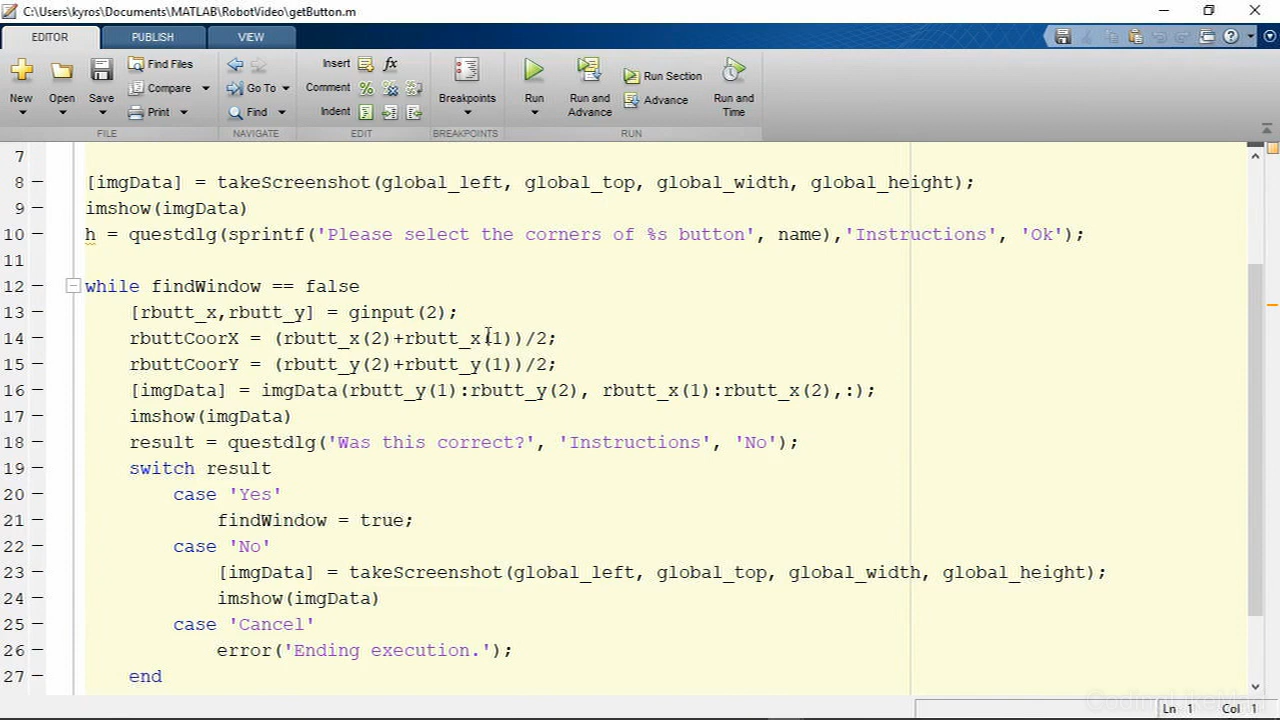 C:\Users\kyros\Documents\MATLAB\RobotVideo\getButton.m
EDITOR PUBLISH VIEW
New Open Save Find Files Compare Print
Go To Find
Insert fx Comment Indent
Breakpoints
Run Run and Advance Run Section Advance Run and Time
FILE NAVIGATE EDIT BREAKPOINTS RUN
7
8 [imgData] = takeScreenshot(global_left, global_top, global_width, global_height);
9 imshow(imgData)
10 h = questdlg(sprintf('Please select the corners of %s button', name),'Instructions', 'Ok');
11
12 while findWindow == false
13 [rbutt_x,rbutt_y] = ginput(2);
14 rbuttCoorX = (rbutt_x(2)+rbutt_x(1))/2;
15 rbuttCoorY = (rbutt_y(2)+rbutt_y(1))/2;
16 [imgData] = imgData(rbutt_y(1):rbutt_y(2), rbutt_x(1):rbutt_x(2),:);
17 imshow(imgData)
18 result = questdlg('Was this correct?', 'Instructions', 'No');
19 switch result
20 case 'Yes'
21 findWindow = true;
22 case 'No'
23 [imgData] = takeScreenshot(global_left, global_top, global_width, global_height);
24 imshow(imgData)
25 case 'Cancel'
26 error('Ending execution.');
27 end
CodingLikeMad
Ln 1 Col 1